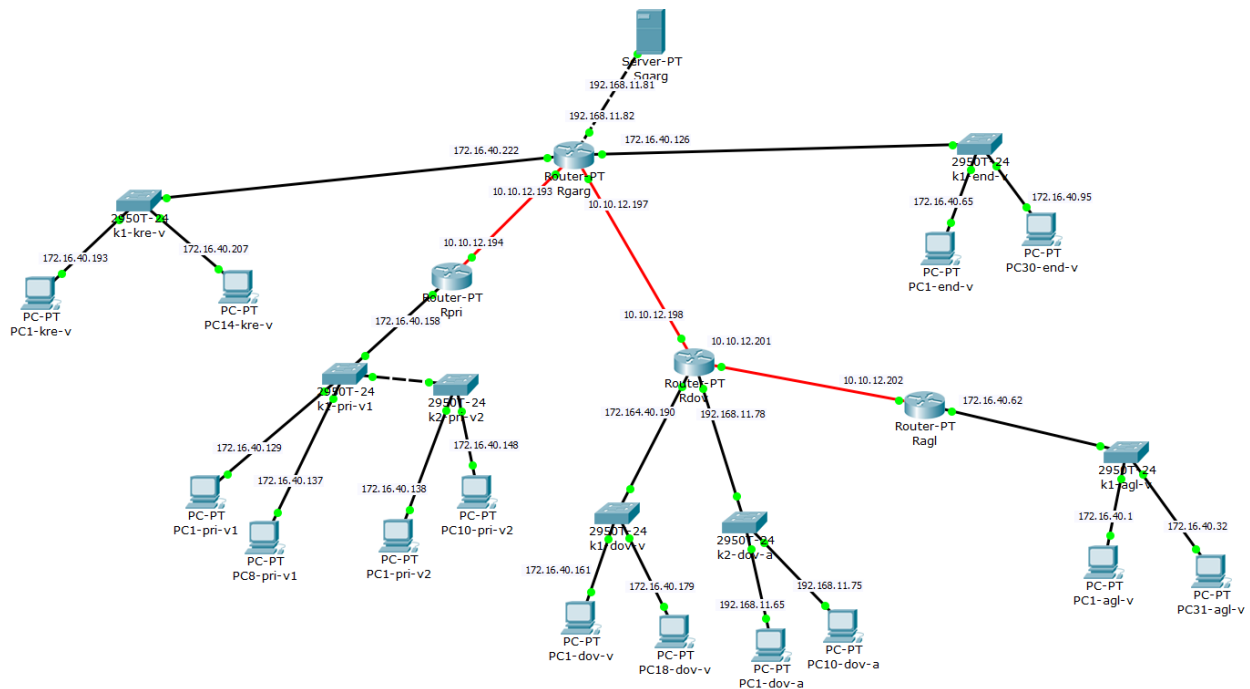 Server-PT
Sgarg
192.168.11.81
192.168.11.82
172.16.40.222
172.16.40.126
Router-PT
Rgarg
2950T-24
k1-end-v
172.16.40.65
172.16.40.95
PC-PT
PC1-end-v
PC-PT
PC30-end-v
2950T-24
k1-kre-v
172.16.40.193
172.16.40.207
PC-PT
PC1-kre-v
PC-PT
PC14-kre-v
10.10.12.193
10.10.12.197
10.10.12.194
Router-PT
Rpri
172.16.40.158
2950T-24
k1-pri-v1
2950T-24
k2-pri-v2
172.16.40.129
172.16.40.137
172.16.40.138
172.16.40.148
PC-PT
PC1-pri-v1
PC-PT
PC8-pri-v1
PC-PT
PC1-pri-v2
PC-PT
PC10-pri-v2
10.10.12.198
10.10.12.201
Router-PT
Rdov
10.10.12.202
172.16.40.62
Router-PT
Ragl
172.164.40.190
192.168.11.78
2950T-24
k1-dov-v
2950T-24
k2-dov-a
172.16.40.161
172.16.40.179
192.168.11.65
192.168.11.75
PC-PT
PC1-dov-v
PC-PT
PC18-dov-v
PC-PT
PC1-dov-a
PC-PT
PC10-dov-a
2950T-24
k1-agl-v
172.16.40.1
172.16.40.32
PC-PT
PC1-agl-v
PC-PT
PC31-agl-v